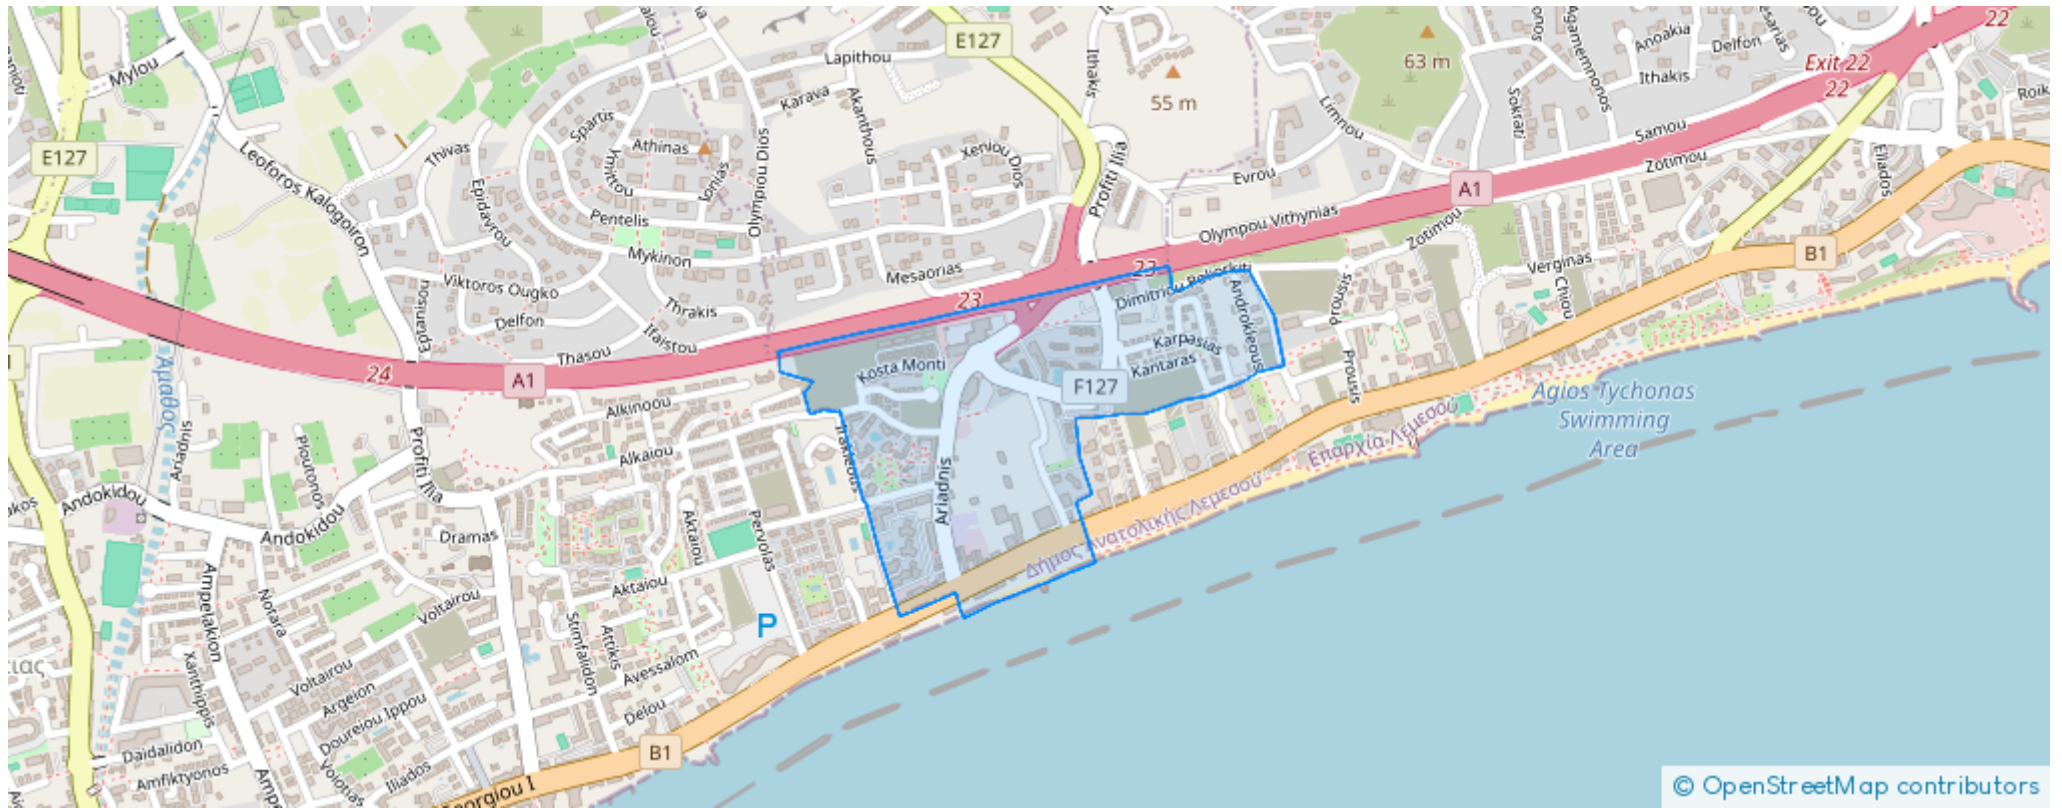 22
E127
Mylou
Lapithou
Ithakis
63 m
Anoakia
Delfon
Exit 22
22
Ithakis
Agamemnonos
Sokrati
55 m
Karava
Akanthous
Spartis
Athinas
Ymittou
Ionias
Olympiou Dios
Xeniou Dios
Limnou
Samou
Zotimou
Eliados
E127
Leoforos Kalogoiron
Thivas
Epidavrou
Pentelis
Mykinon
Profiti Ilia
Evrou
A1
Olympou Vithynias
Zotimou
B1
Verginas
Chiou
Viktoros Ougko
Mesaorias
23
23
Delfon
Thrakis
Ifaistou
Thasou
Androkleous
Prousis
Prousis
Karpasias
Kantaras
Kosta Monti
F127
24
A1
Άμαθος
Alkinoou
Alkaiou
Irakleous
Ariadnis
Agios Tychonas
Swimming
Area
Επαρχία Λεμεσού
Ariadnis
Ploutonos
Profiti Ilia
Andokidou
Andokidou
Dramas
Aktaiou
Pervolas
Δήμος Ανατολικής Λεμεσού
Ampelakion
Notara
Voltairou
Aktaiou
Stimfalidon
Attikis
P
Xanthippis
Voltairou
Argeion
Doureiou Ippou
Avessalom
Delou
B1
Daidalidon
Amfiktyonos
Iliados
© OpenStreetMap contributors